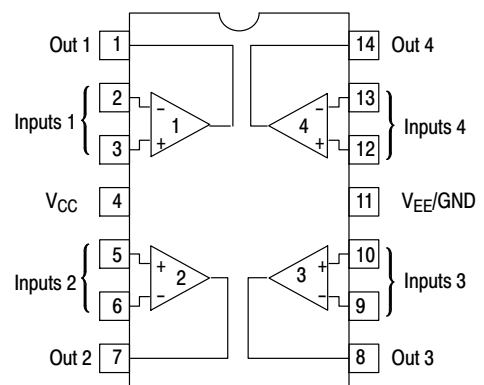 Out 1 1 14 Out 4
2 − − 13
Inputs 1 1 4 Inputs 4
3 + + 12
VCC 4 11 VEE/GND
5 + + 10
Inputs 2 2 3 Inputs 3
6 − − 9
Out 2 7 8 Out 3